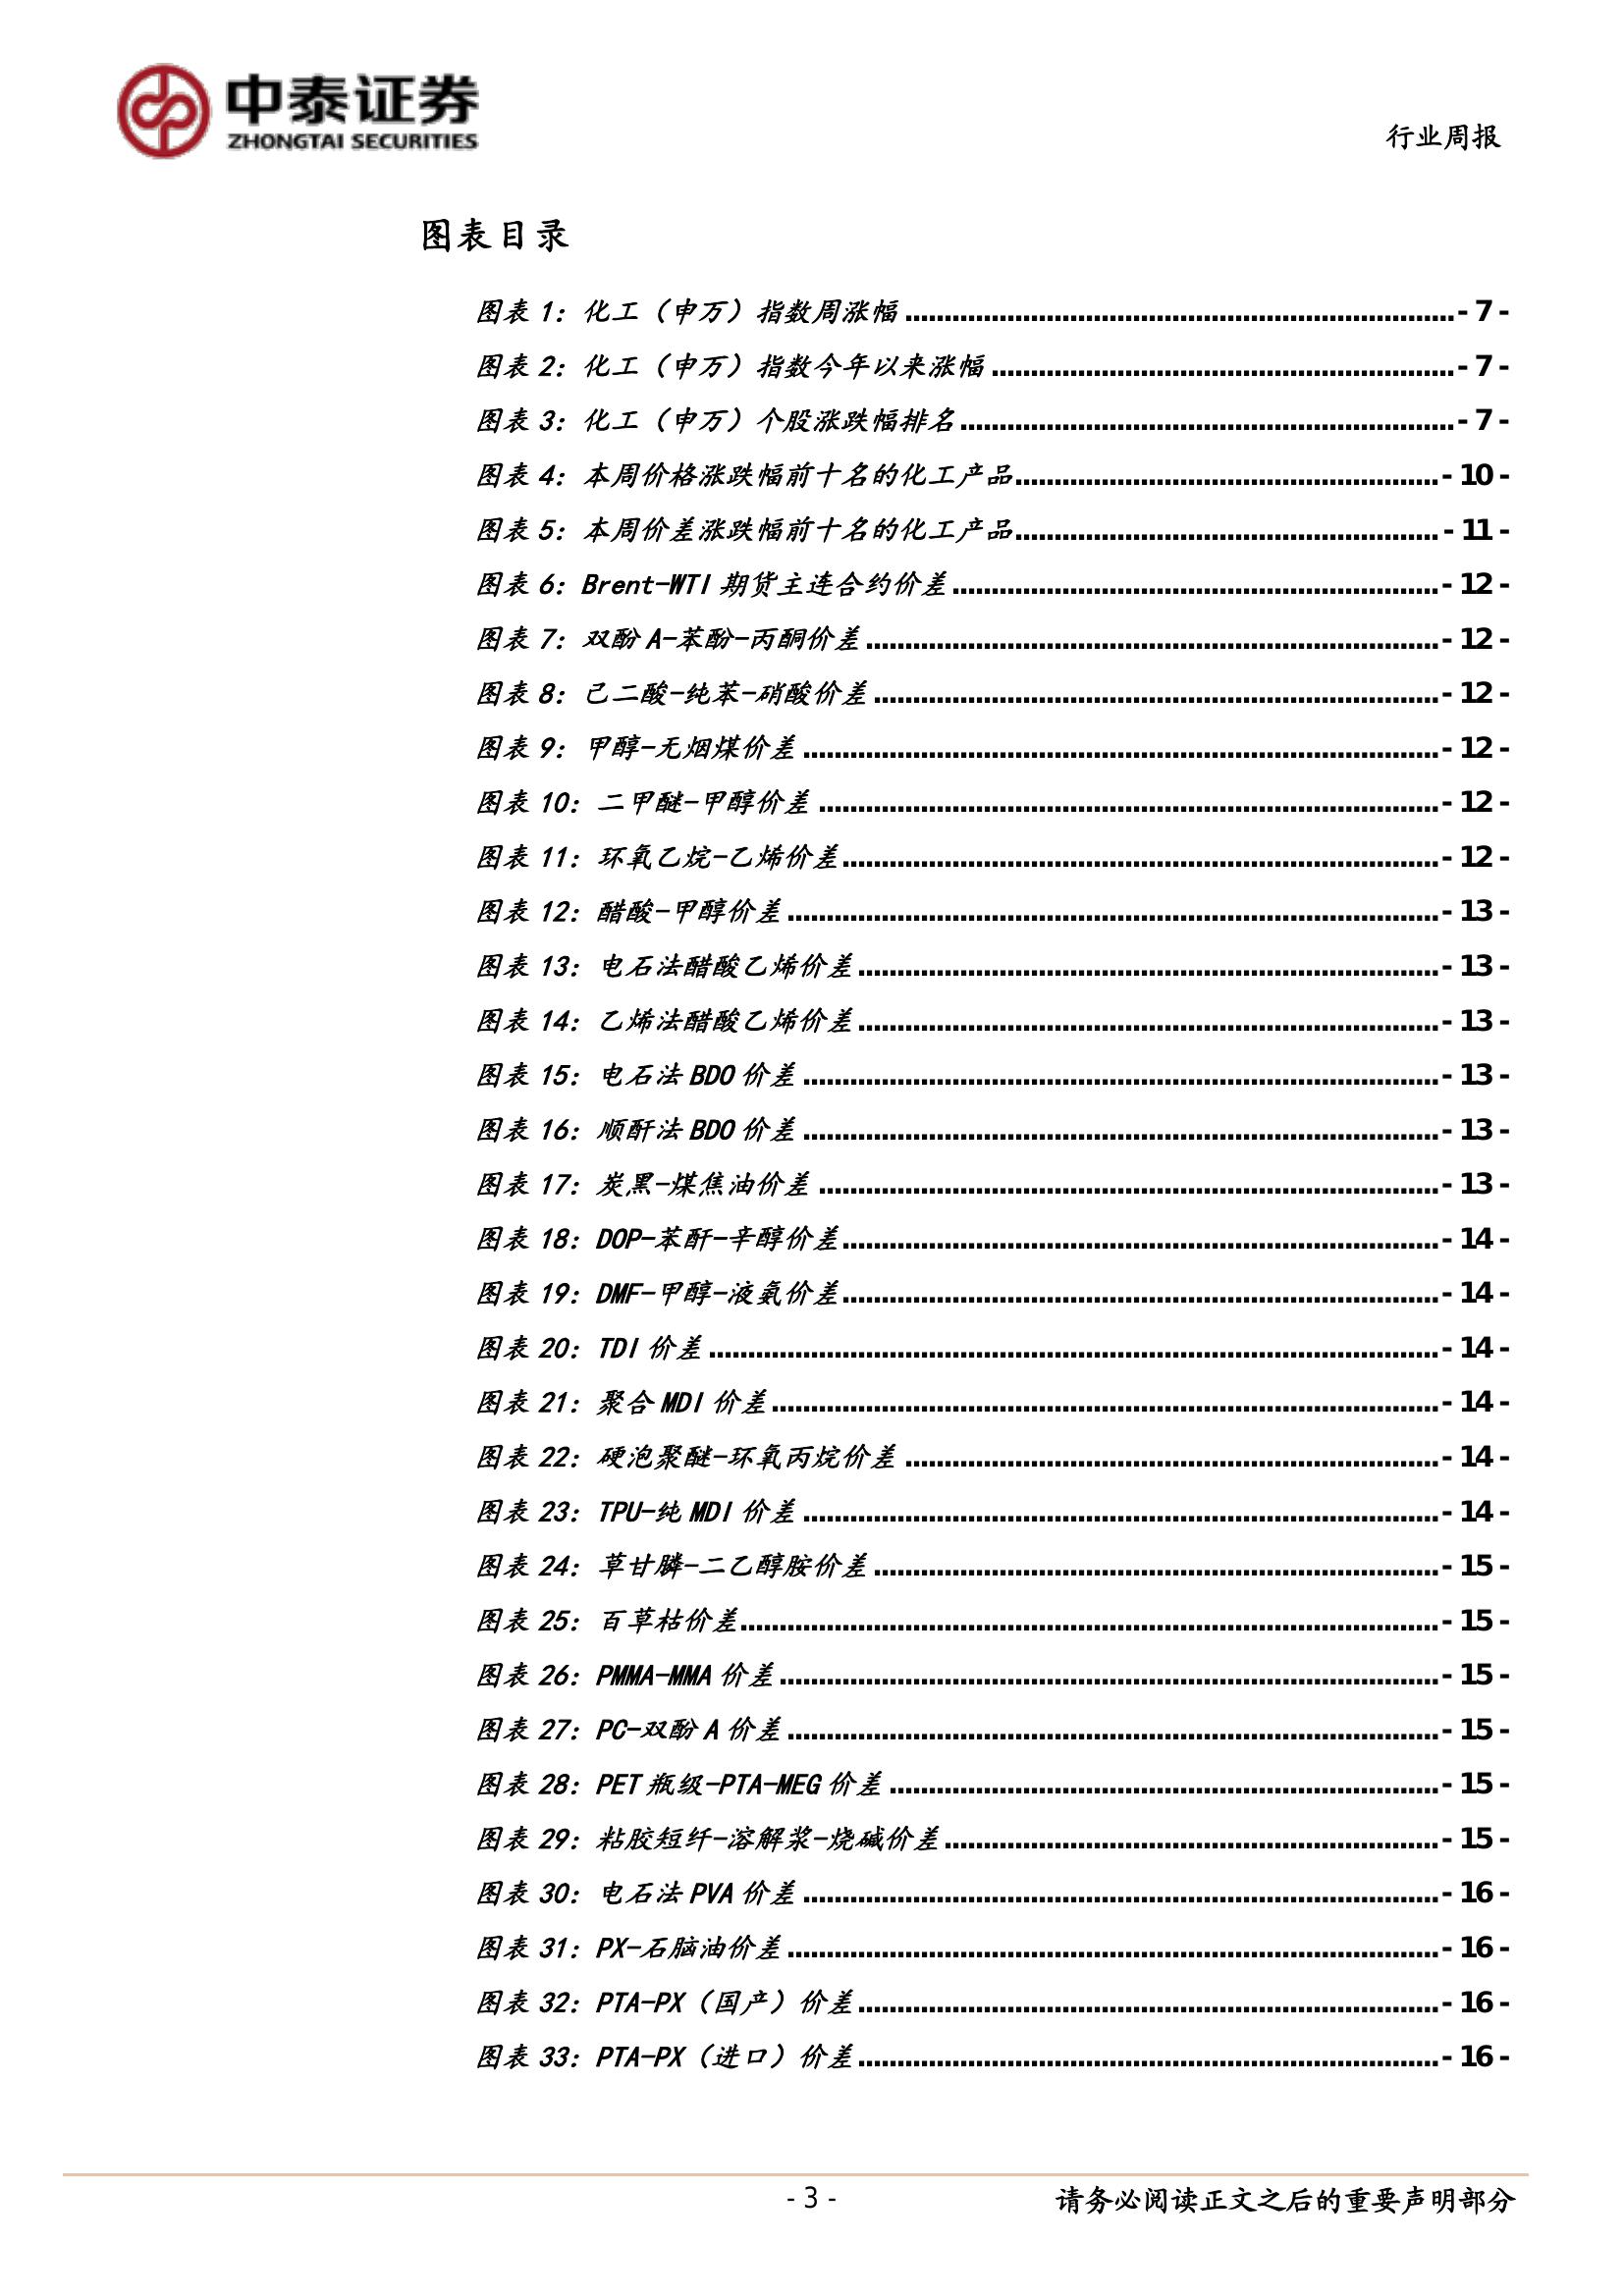 中泰证券
ZHONGTAI SECURITIES
行业周报
图表目录
图表 1：化工（申万）指数周涨幅 ........ - 7 -
图表 2：化工（申万）指数今年以来涨幅 ........ - 7 -
图表 3：化工（申万）个股涨跌幅排名 ........ - 7 -
图表 4：本周价格涨跌幅前十名的化工产品 ........ - 10 -
图表 5：本周价差涨跌幅前十名的化工产品 ........ - 11 -
图表 6：Brent-WTI 期货主连合约价差 ........ - 12 -
图表 7：双酚 A-苯酚-丙酮价差 ........ - 12 -
图表 8：己二酸-纯苯-硝酸价差 ........ - 12 -
图表 9：甲醇-无烟煤价差 ........ - 12 -
图表 10：二甲醚-甲醇价差 ........ - 12 -
图表 11：环氧乙烷-乙烯价差 ........ - 12 -
图表 12：醋酸-甲醇价差 ........ - 13 -
图表 13：电石法醋酸乙烯价差 ........ - 13 -
图表 14：乙烯法醋酸乙烯价差 ........ - 13 -
图表 15：电石法 BDO 价差 ........ - 13 -
图表 16：顺酐法 BDO 价差 ........ - 13 -
图表 17：炭黑-煤焦油价差 ........ - 13 -
图表 18：DOP-苯酐-辛醇价差 ........ - 14 -
图表 19：DMF-甲醇-液氨价差 ........ - 14 -
图表 20：TDI 价差 ........ - 14 -
图表 21：聚合 MDI 价差 ........ - 14 -
图表 22：硬泡聚醚-环氧丙烷价差 ........ - 14 -
图表 23：TPU-纯 MDI 价差 ........ - 14 -
图表 24：草甘膦-二乙醇胺价差 ........ - 15 -
图表 25：百草枯价差 ........ - 15 -
图表 26：PMMA-MMA 价差 ........ - 15 -
图表 27：PC-双酚 A 价差 ........ - 15 -
图表 28：PET 瓶级-PTA-MEG 价差 ........ - 15 -
图表 29：粘胶短纤-溶解浆-烧碱价差 ........ - 15 -
图表 30：电石法 PVA 价差 ........ - 16 -
图表 31：PX-石脑油价差 ........ - 16 -
图表 32：PTA-PX（国产）价差 ........ - 16 -
图表 33：PTA-PX（进口）价差 ........ - 16 -
- 3 -
请务必阅读正文之后的重要声明部分